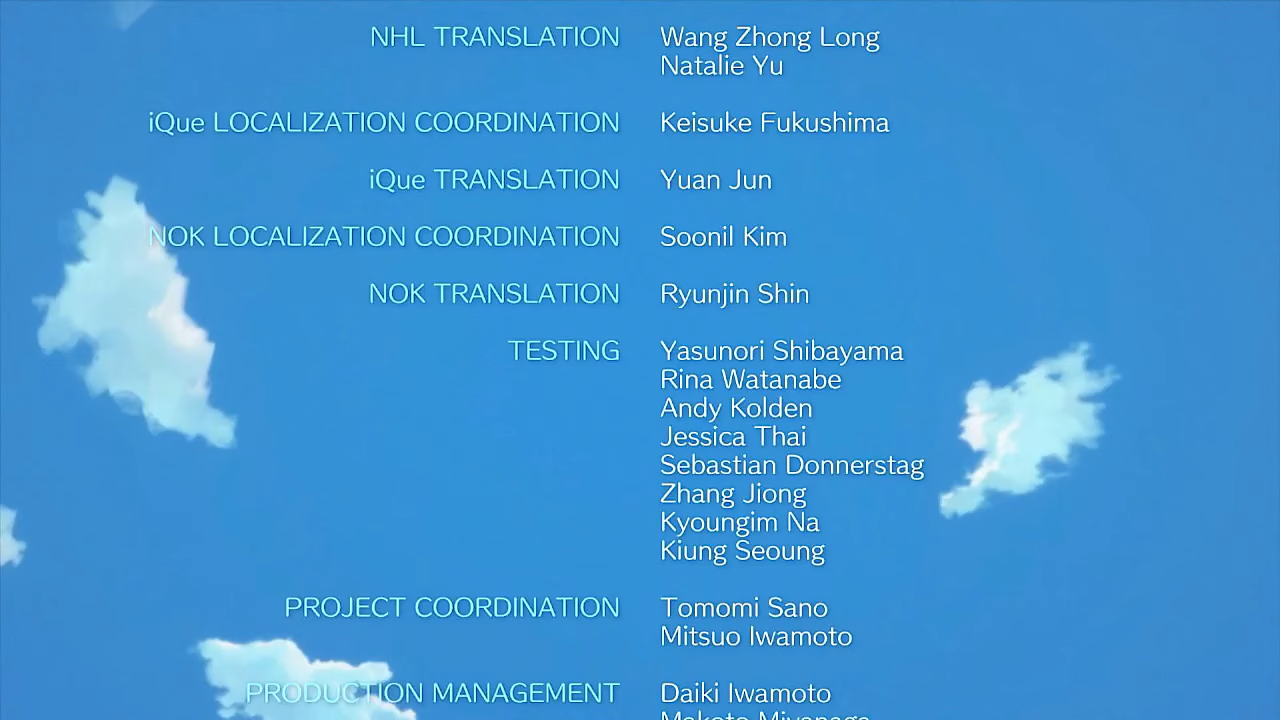 NHL TRANSLATION Wang Zhong Long
Natalie Yu
iQue LOCALIZATION COORDINATION Keisuke Fukushima
iQue TRANSLATION Yuan Jun
NOK LOCALIZATION COORDINATION Soonil Kim
NOK TRANSLATION Ryunjin Shin
TESTING Yasunori Shibayama
Rina Watanabe
Andy Kolden
Jessica Thai
Sebastian Donnerstag
Zhang Jiong
Kyoungim Na
Kiung Seoung
PROJECT COORDINATION Tomomi Sano
Mitsuo Iwamoto
PRODUCTION MANAGEMENT Daiki Iwamoto
Makoto Miyanaga